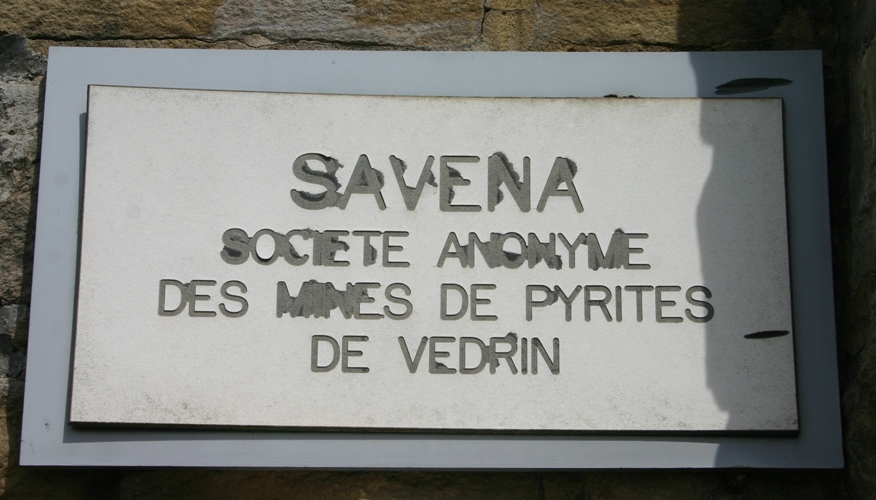 SAVENA
SOCIETE ANONYME
DES MINES DE PYRITES
DE VEDRIN